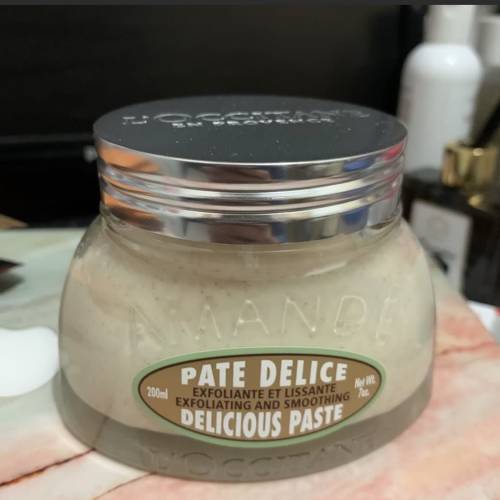 L'OCCITANE
EN PROVENCE
AMANDE
PATE DELICE
EXFOLIANTE ET LISSANTE
200ml
Net Wt.
7oz.
EXFOLIATING AND SMOOTHING
DELICIOUS PASTE
L'OCCITANE